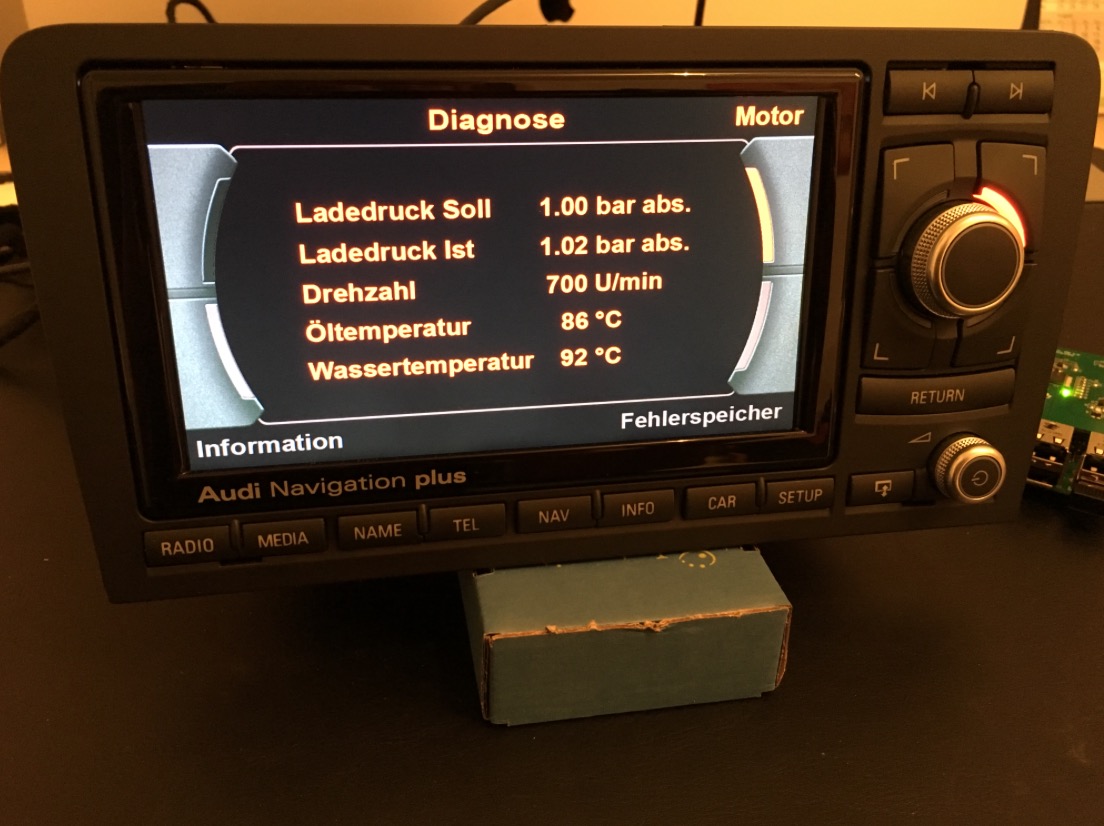 Diagnose
Motor
Ladedruck Soll 1.00 bar abs.
Ladedruck Ist 1.02 bar abs.
Drehzahl 700 U/min
Öltemperatur 86 °C
Wassertemperatur 92 °C
Information
Fehlerspeicher
Audi Navigation plus
RETURN
RADIO MEDIA NAME TEL NAV INFO CAR SETUP